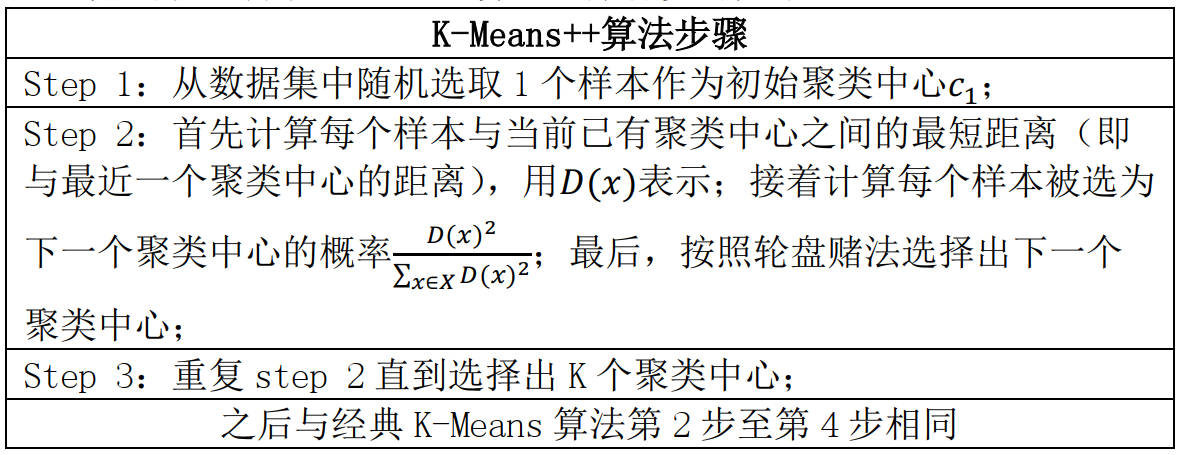 K-Means++算法步骤
Step 1：从数据集中随机选取 1 个样本作为初始聚类中心c₁；
Step 2：首先计算每个样本与当前已有聚类中心之间的最短距离（即
与最近一个聚类中心的距离），用D(x)表示；接着计算每个样本被选为
下一个聚类中心的概率 D(x)²/∑ₓ∈X D(x)²；最后，按照轮盘赌法选择出下一个
聚类中心；
Step 3：重复 step 2 直到选择出 K 个聚类中心；
之后与经典 K-Means 算法第 2 步至第 4 步相同